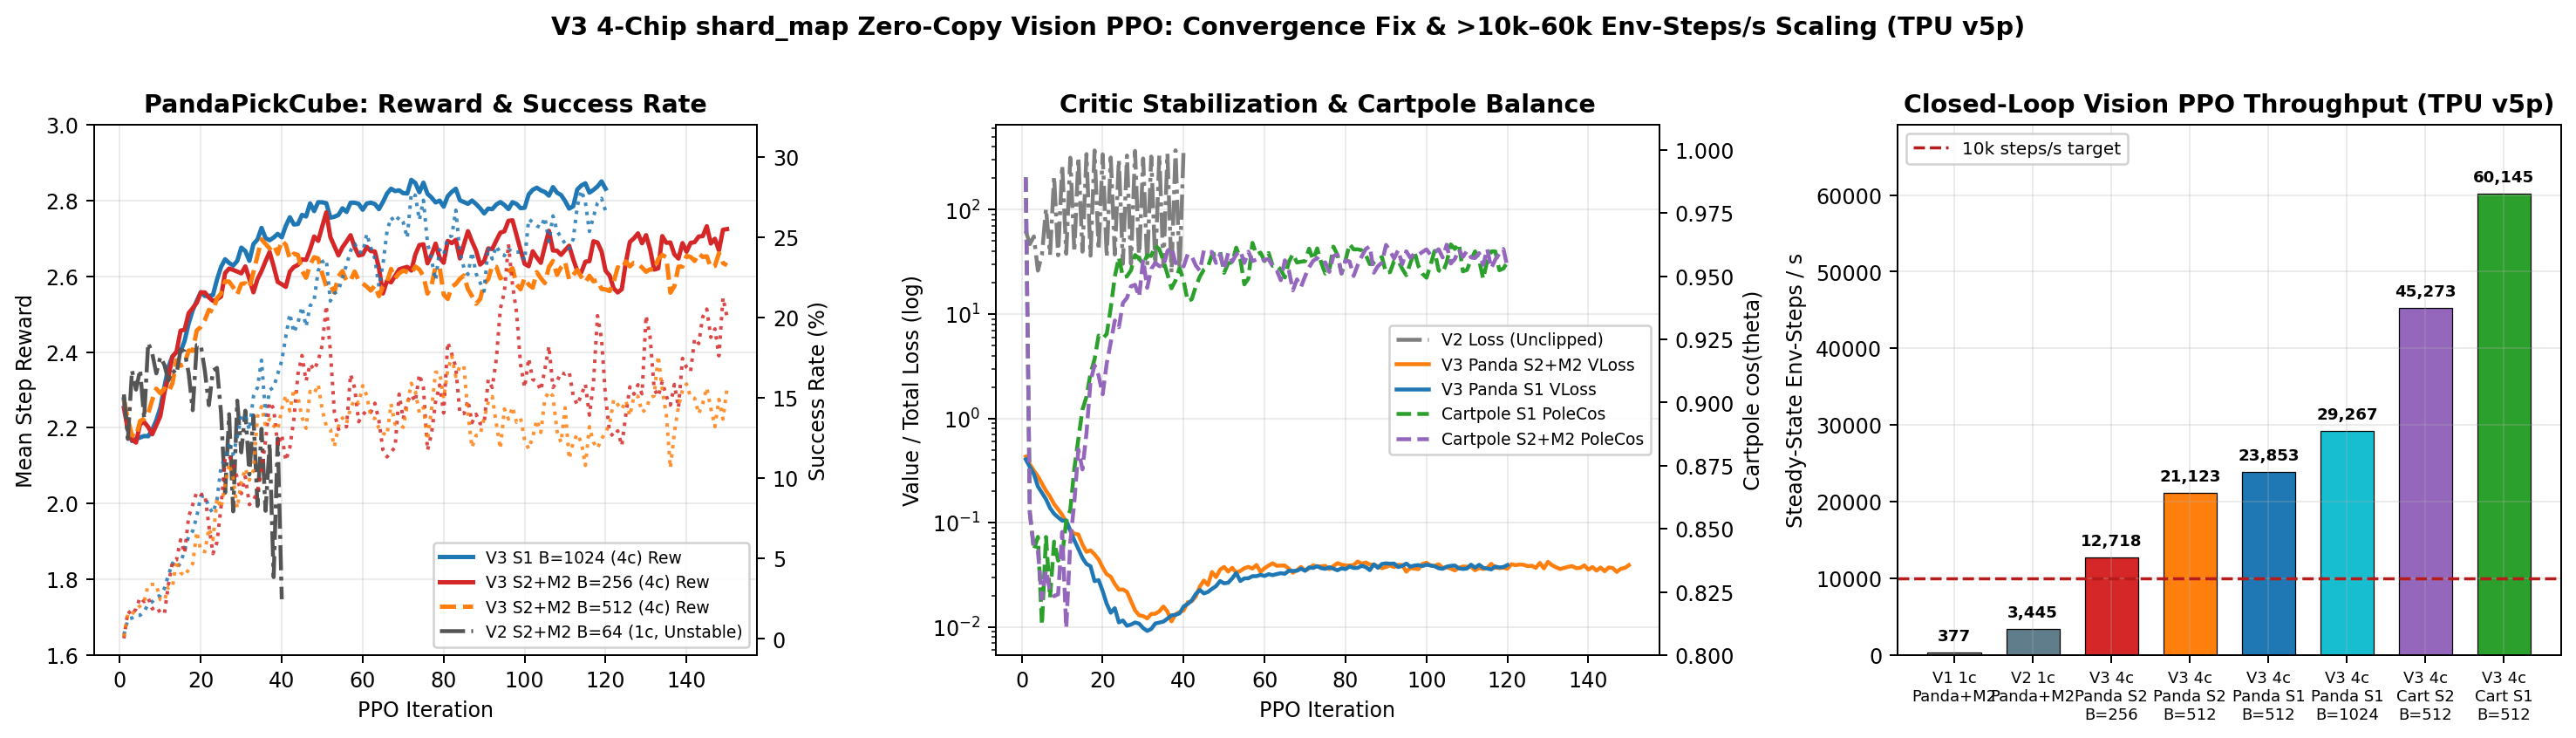 V3 4-Chip shard_map Zero-Copy Vision PPO: Convergence Fix & >10k–60k Env-Steps/s Scaling (TPU v5p)
PandaPickCube: Reward & Success Rate
Mean Step Reward
3.0
2.8
2.6
2.4
2.2
2.0
1.8
1.6
30
25
20
15
10
5
0
Success Rate (%)
V3 S1 B=1024 (4c) Rew
V3 S2+M2 B=256 (4c) Rew
V3 S2+M2 B=512 (4c) Rew
V2 S2+M2 B=64 (1c, Unstable)
0 20 40 60 80 100 120 140
PPO Iteration
Critic Stabilization & Cartpole Balance
Value / Total Loss (log)
10²
10¹
10⁰
10⁻¹
10⁻²
1.000
0.975
0.950
0.925
0.900
0.875
0.850
0.825
0.800
Cartpole cos(theta)
V2 Loss (Unclipped)
V3 Panda S2+M2 VLoss
V3 Panda S1 VLoss
Cartpole S1 PoleCos
Cartpole S2+M2 PoleCos
0 20 40 60 80 100 120 140
PPO Iteration
Closed-Loop Vision PPO Throughput (TPU v5p)
Steady-State Env-Steps / s
10k steps/s target
60000
50000
40000
30000
20000
10000
0
377
3,445
12,718
21,123
23,853
29,267
45,273
60,145
V1 1c
Panda+M2
V2 1c
Panda+M2
V3 4c
Panda S2
B=256
V3 4c
Panda S2
B=512
V3 4c
Panda S1
B=512
V3 4c
Panda S1
B=1024
V3 4c
Cart S2
B=512
V3 4c
Cart S1
B=512